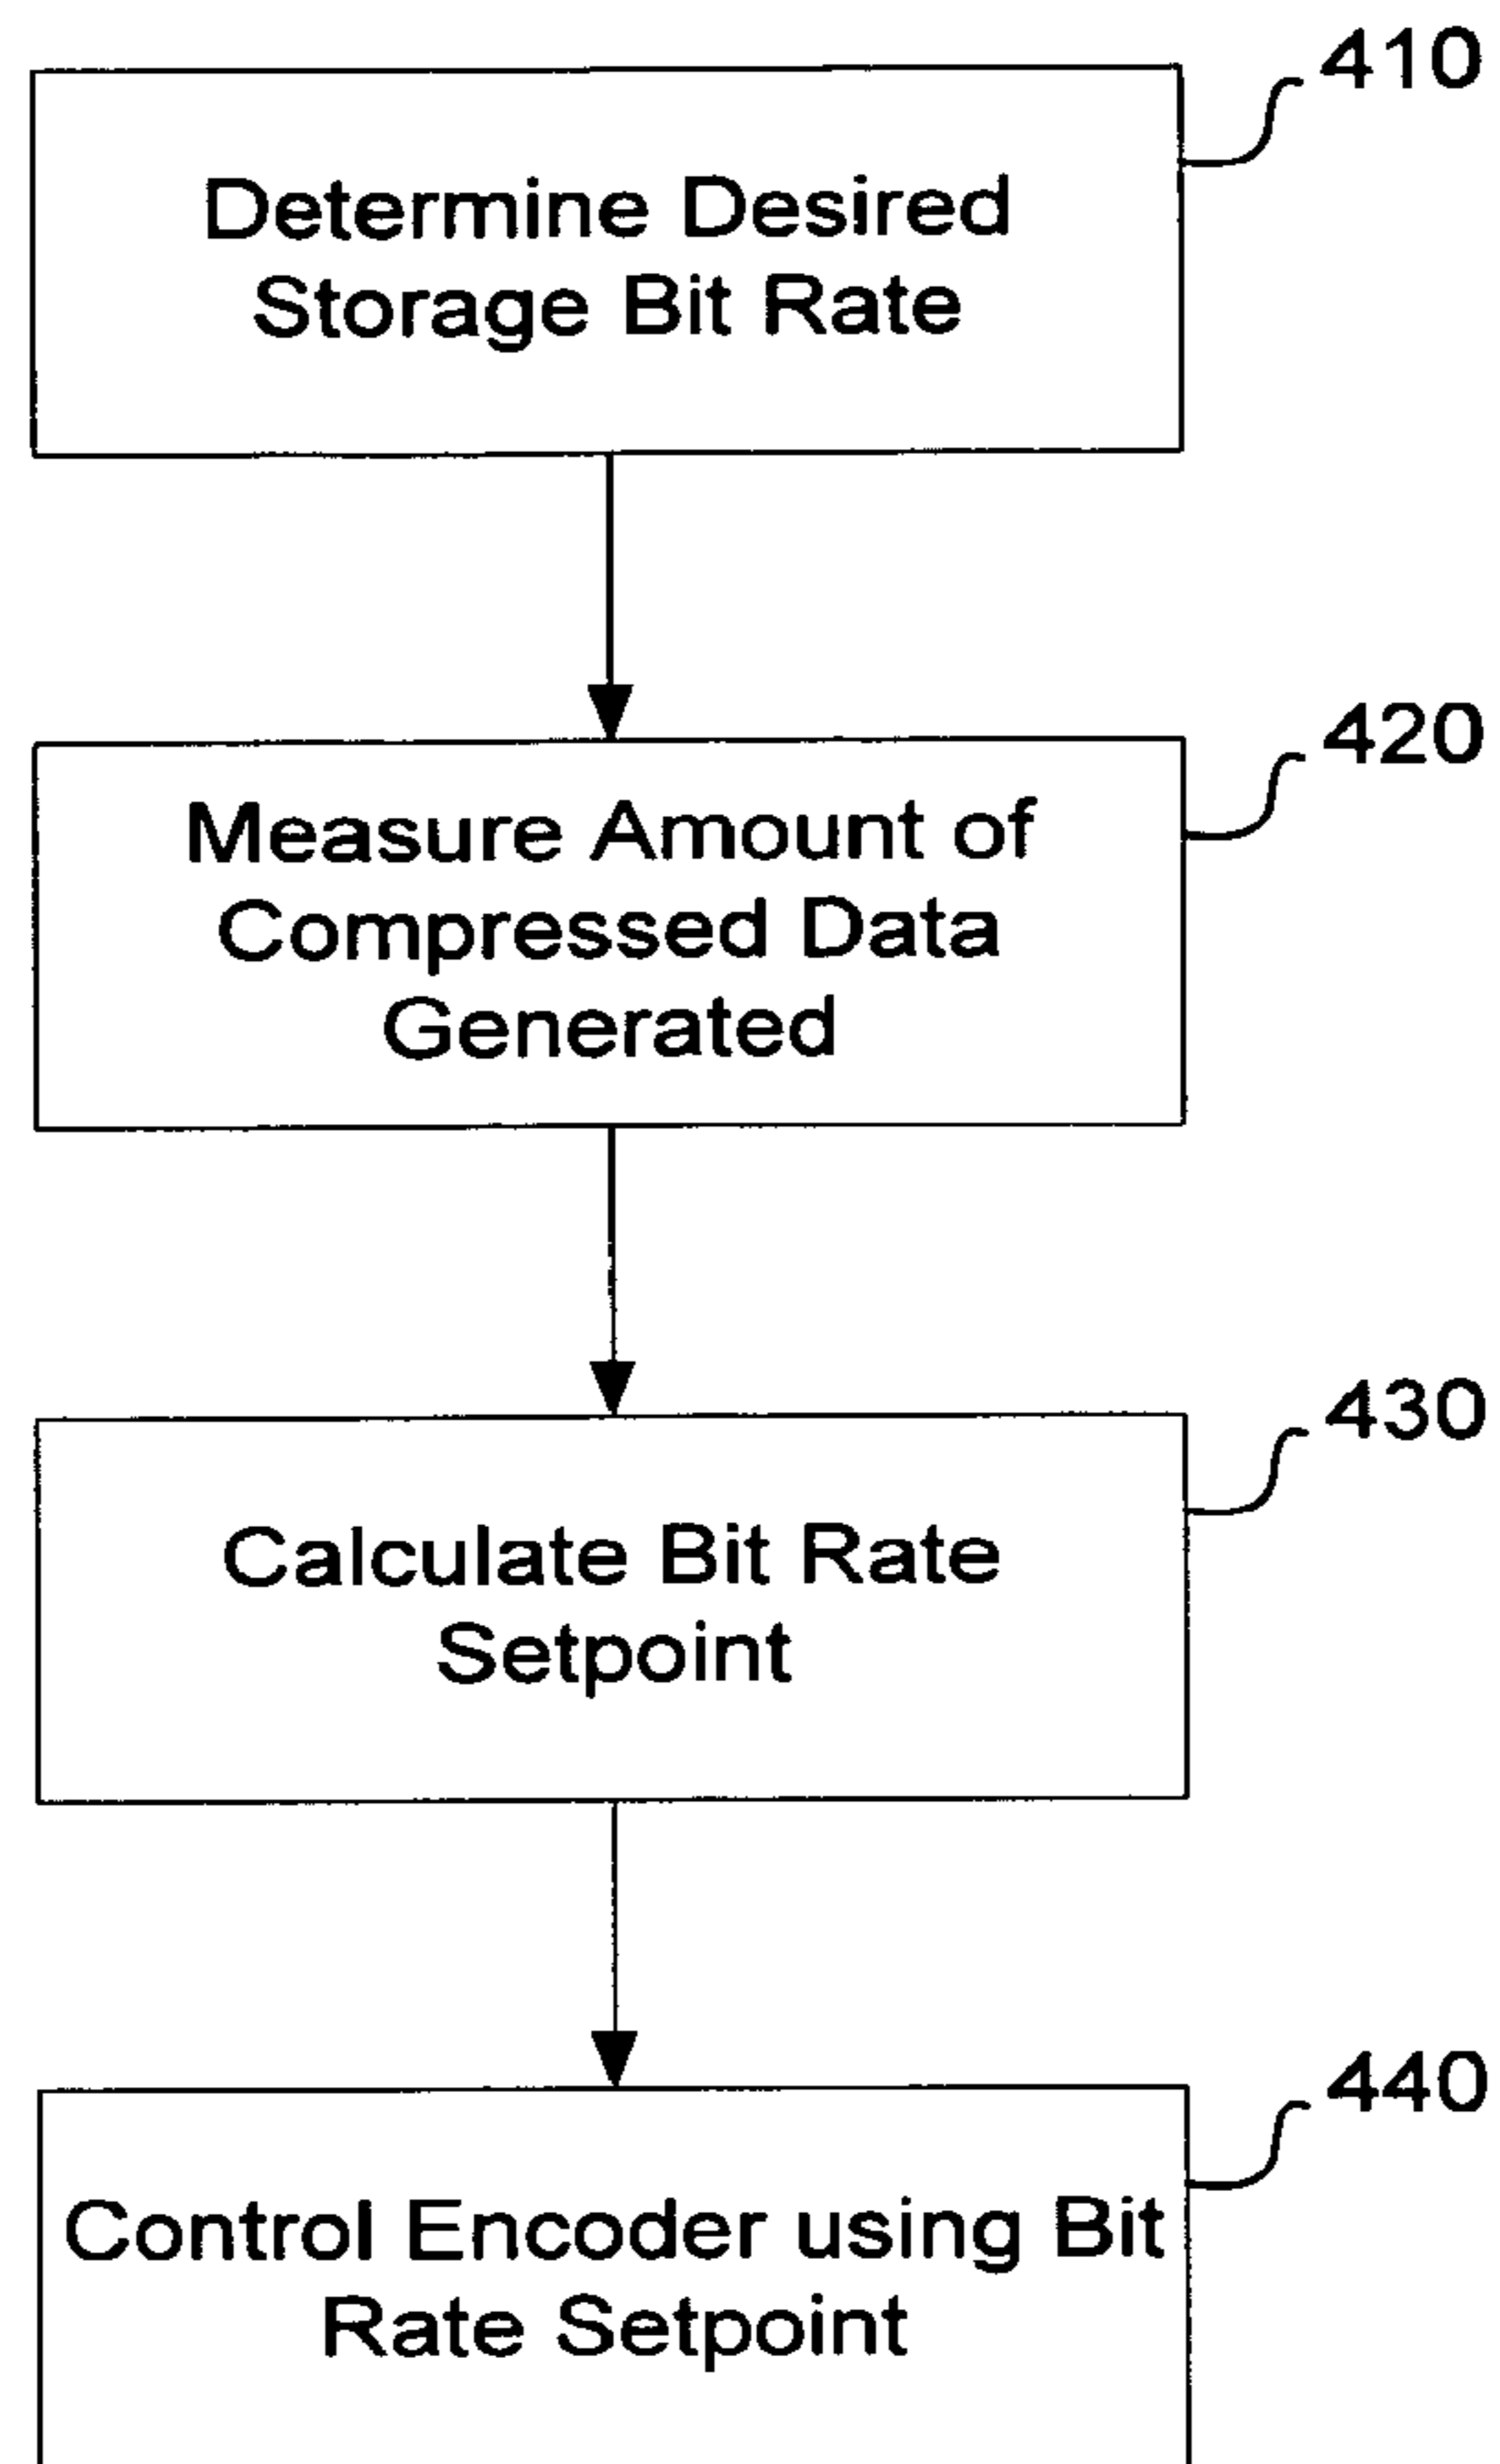 410
Determine Desired
Storage Bit Rate
420
Measure Amount of
Compressed Data
Generated
430
Calculate Bit Rate
Setpoint
440
Control Encoder using Bit
Rate Setpoint